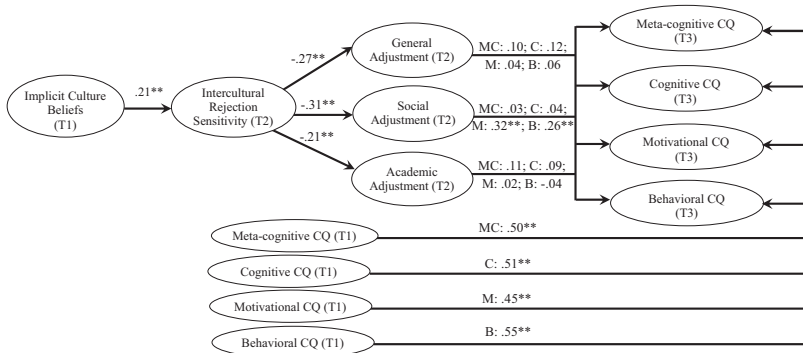 Implicit Culture
Beliefs
(T1)
.21**
Intercultural
Rejection
Sensitivity (T2)
-.27**
-.31**
-.21**
General
Adjustment (T2)
Social
Adjustment (T2)
Academic
Adjustment (T2)
MC: .10; C: .12;
M: .04; B: .06
MC: .03; C: .04;
M: .32**; B: .26**
MC: .11; C: .09;
M: .02; B: -.04
Meta-cognitive CQ
(T3)
Cognitive CQ
(T3)
Motivational CQ
(T3)
Behavioral CQ
(T3)
Meta-cognitive CQ (T1)
MC: .50**
Cognitive CQ (T1)
C: .51**
Motivational CQ (T1)
M: .45**
Behavioral CQ (T1)
B: .55**